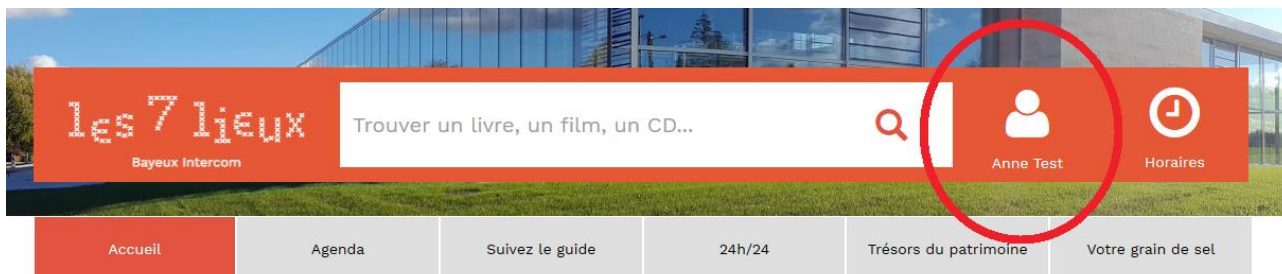 les 7 lieux
Bayeux Intercom
Trouver un livre, un film, un CD...
Anne Test
Horaires
Accueil
Agenda
Suivez le guide
24h/24
Trésors du patrimoine
Votre grain de sel